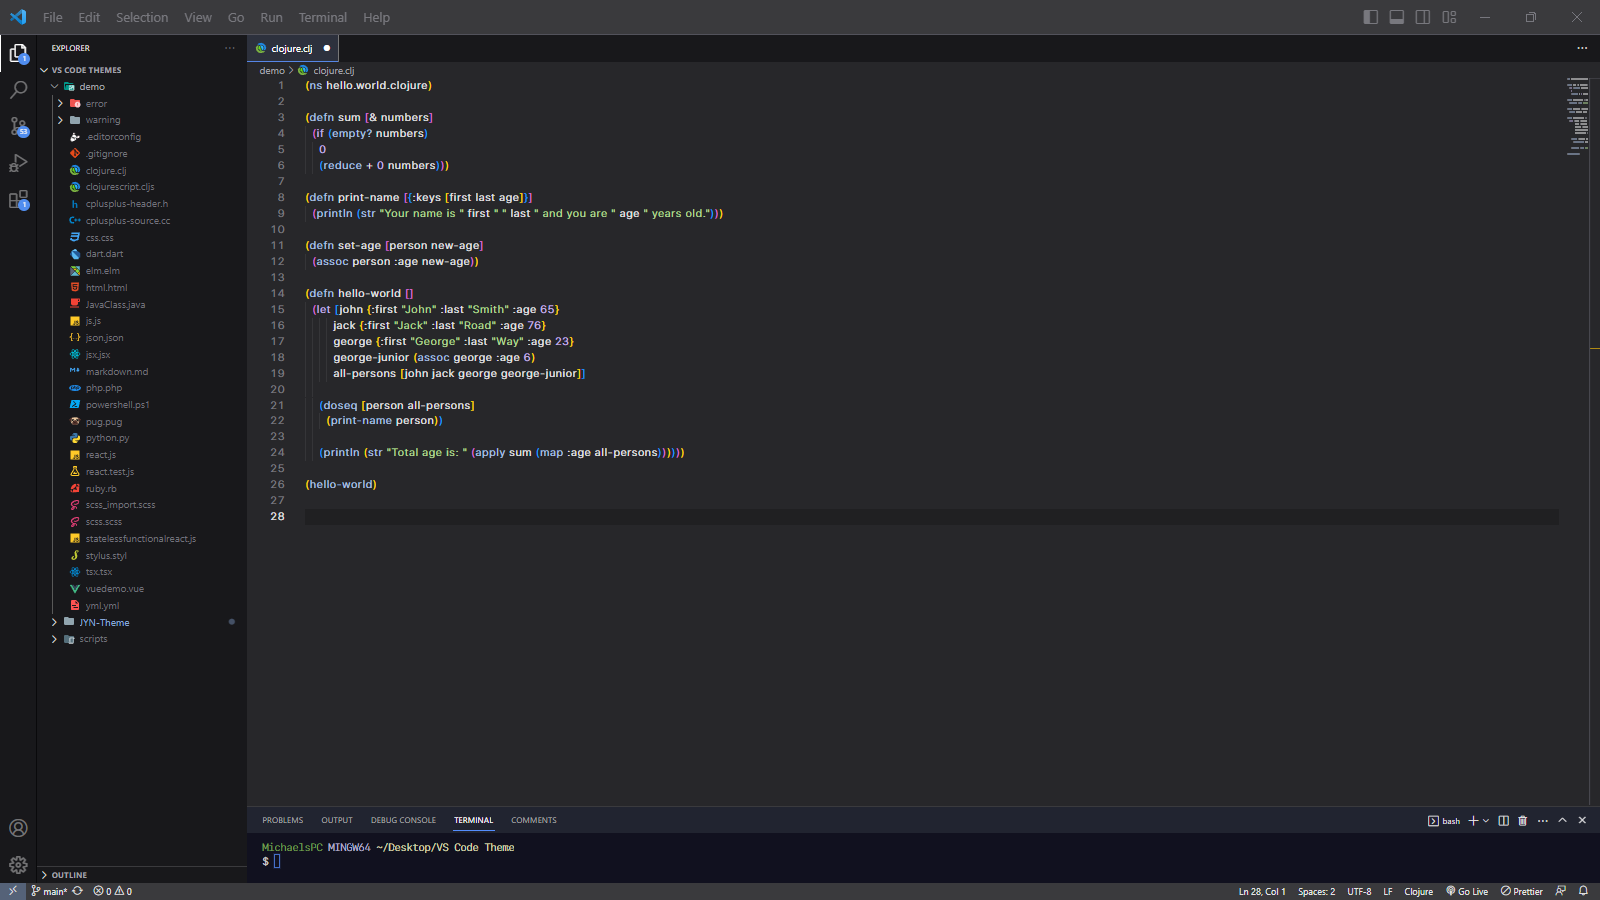 File Edit Selection View Go Run Terminal Help
EXPLORER
VS CODE THEMES
demo
error
warning
.editorconfig
.gitignore
clojure.clj
clojurescript.cljs
cplusplus-header.h
cplusplus-source.cc
css.css
dart.dart
elm.elm
html.html
JavaClass.java
js.js
json.json
jsx.jsx
markdown.md
php.php
powershell.ps1
pug.pug
python.py
react.js
react.test.js
ruby.rb
scss_import.scss
scss.scss
statelessfunctionalreact.js
stylus.styl
tsx.tsx
vuedemo.vue
yml.yml
JYN-Theme
scripts
OUTLINE
1
53
1
clojure.clj
demo > clojure.clj
1 (ns hello.world.clojure)
2
3 (defn sum [& numbers]
4 (if (empty? numbers)
5 0
6 (reduce + 0 numbers)))
7
8 (defn print-name [{:keys [first last age]}]
9 (println (str "Your name is " first " " last " and you are " age " years old.")))
10
11 (defn set-age [person new-age]
12 (assoc person :age new-age))
13
14 (defn hello-world []
15 (let [john {:first "John" :last "Smith" :age 65}
16 jack {:first "Jack" :last "Road" :age 76}
17 george {:first "George" :last "Way" :age 23}
18 george-junior (assoc george :age 6)
19 all-persons [john jack george george-junior]]
20
21 (doseq [person all-persons]
22 (print-name person))
23
24 (println (str "Total age is: " (apply sum (map :age all-persons))))))
25
26 (hello-world)
27
28
PROBLEMS OUTPUT DEBUG CONSOLE TERMINAL COMMENTS
bash
MichaelsPC MINGW64 ~/Desktop/VS Code Theme
$
main* 0 0
Ln 28, Col 1 Spaces: 2 UTF-8 LF Clojure Go Live Prettier